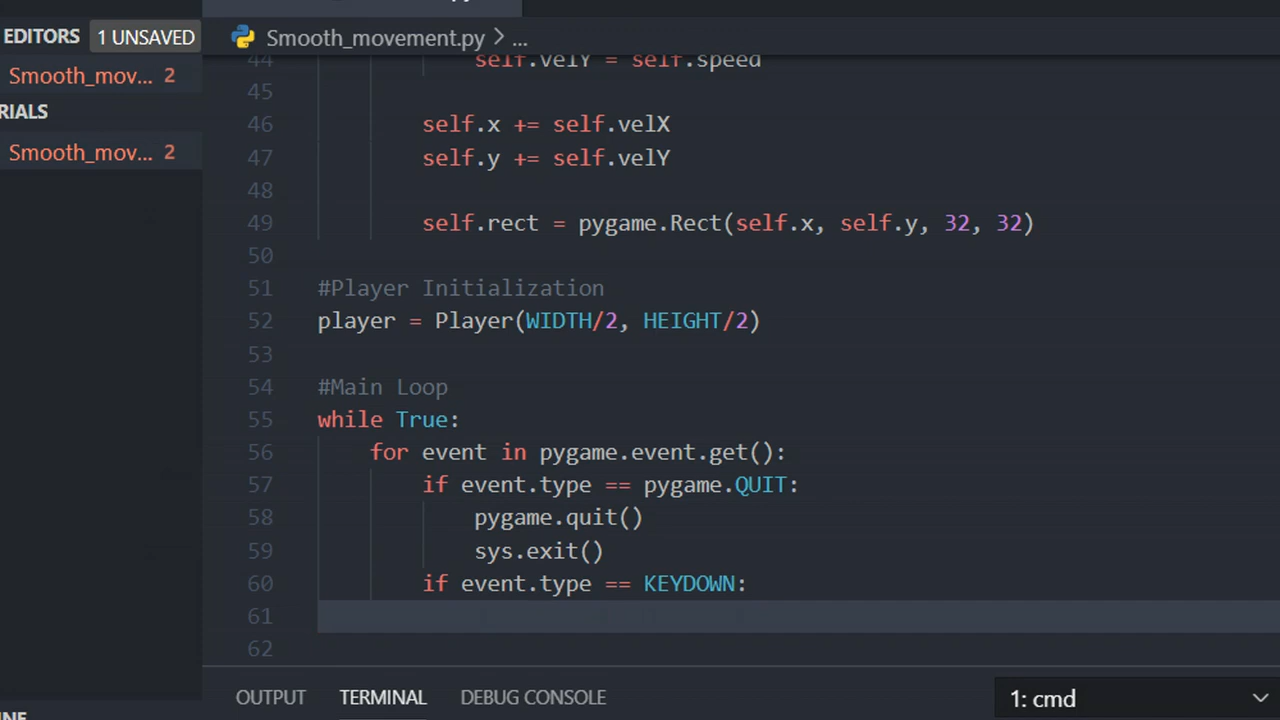 EDITORS 1 UNSAVED
Smooth_mov... 2
RIALS
Smooth_mov... 2
Smooth_movement.py > ...
44 self.velY = self.speed
45
46 self.x += self.velX
47 self.y += self.velY
48
49 self.rect = pygame.Rect(self.x, self.y, 32, 32)
50
51 #Player Initialization
52 player = Player(WIDTH/2, HEIGHT/2)
53
54 #Main Loop
55 while True:
56 for event in pygame.event.get():
57 if event.type == pygame.QUIT:
58 pygame.quit()
59 sys.exit()
60 if event.type == KEYDOWN:
61
62
OUTPUT TERMINAL DEBUG CONSOLE 1: cmd